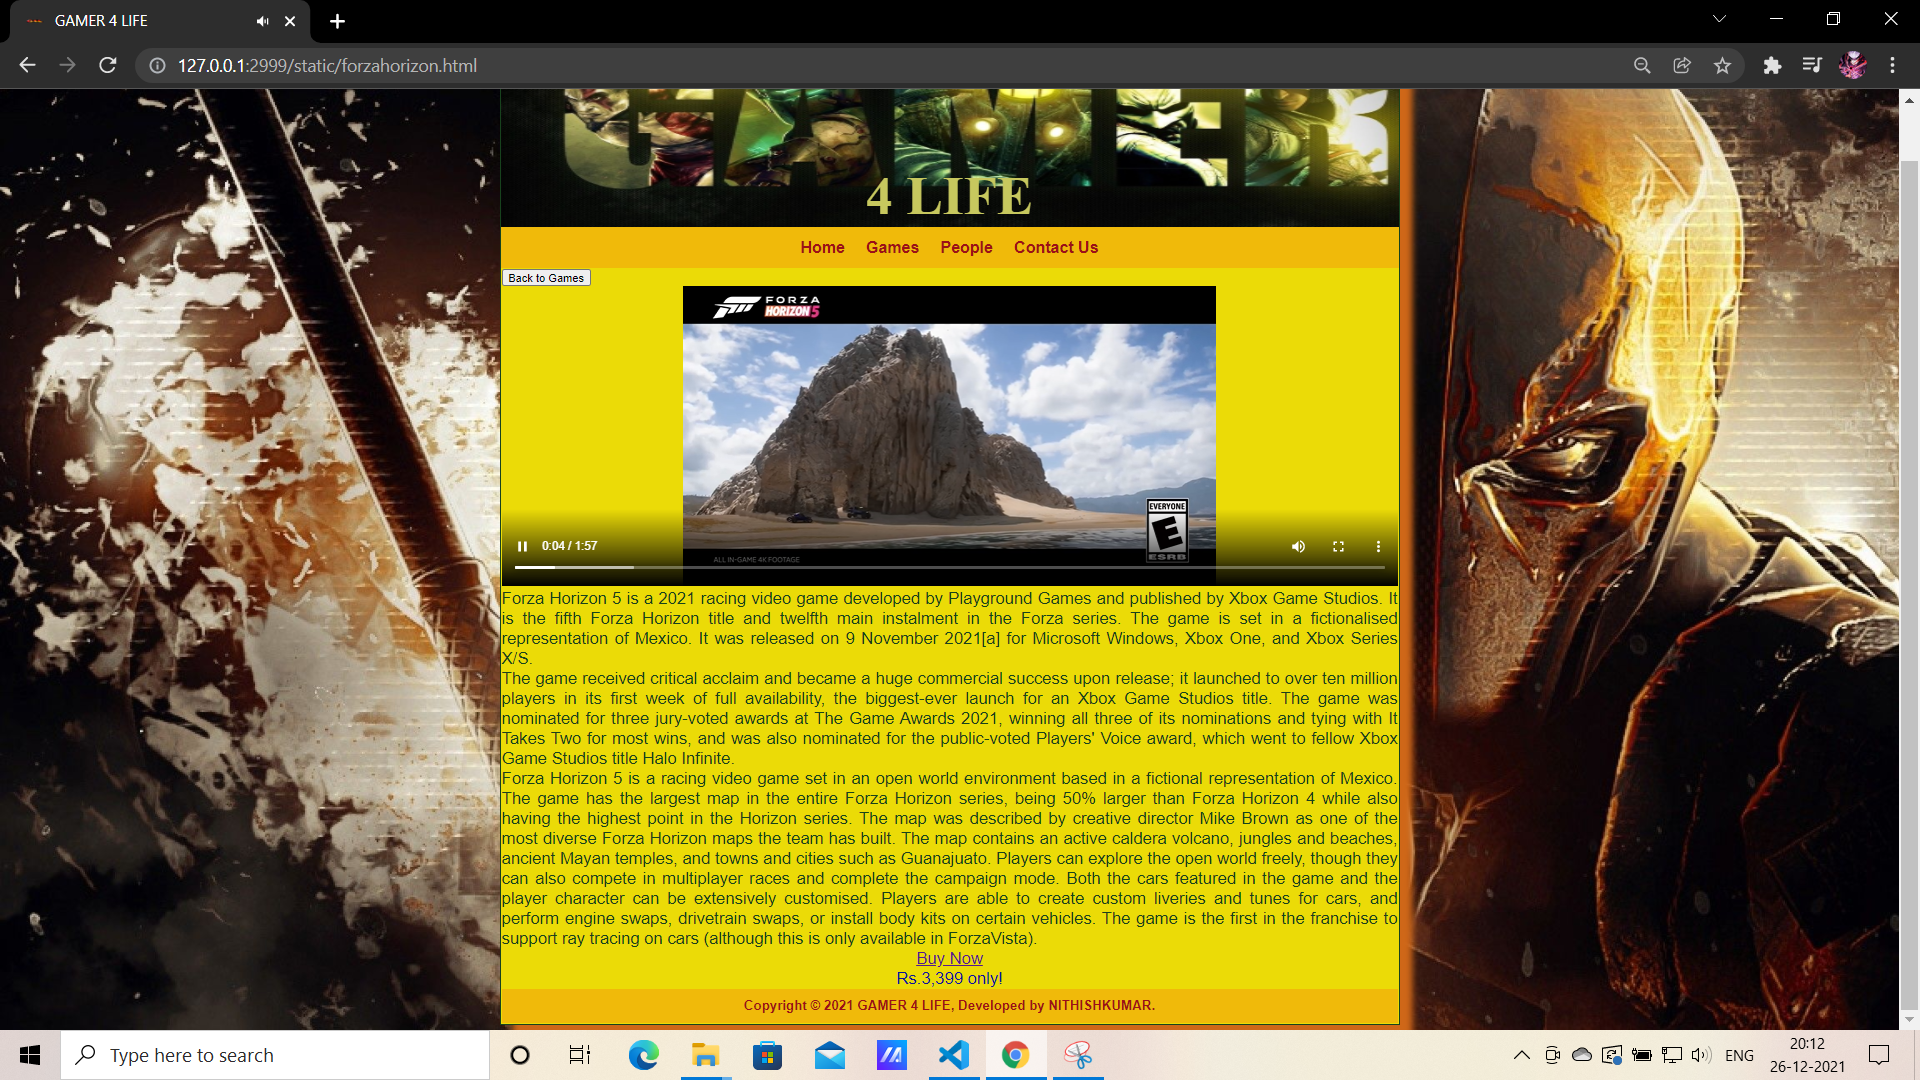 GAMER 4 LIFE
127.0.0.1:2999/static/forzahorizon.html
GAMER
4 LIFE
Home Games People Contact Us
Back to Games
FORZA
HORIZON 5
EVERYONE
E
ESRB
0:04 / 1:57
ALL IN-GAME 4K FOOTAGE
Forza Horizon 5 is a 2021 racing video game developed by Playground Games and published by Xbox Game Studios. It
is the fifth Forza Horizon title and twelfth main instalment in the Forza series. The game is set in a fictionalised
representation of Mexico. It was released on 9 November 2021[a] for Microsoft Windows, Xbox One, and Xbox Series
X/S.
The game received critical acclaim and became a huge commercial success upon release; it launched to over ten million
players in its first week of full availability, the biggest-ever launch for an Xbox Game Studios title. The game was
nominated for three jury-voted awards at The Game Awards 2021, winning all three of its nominations and tying with It
Takes Two for most wins, and was also nominated for the public-voted Players' Voice award, which went to fellow Xbox
Game Studios title Halo Infinite.
Forza Horizon 5 is a racing video game set in an open world environment based in a fictional representation of Mexico.
The game has the largest map in the entire Forza Horizon series, being 50% larger than Forza Horizon 4 while also
having the highest point in the Horizon series. The map was described by creative director Mike Brown as one of the
most diverse Forza Horizon maps the team has built. The map contains an active caldera volcano, jungles and beaches,
ancient Mayan temples, and towns and cities such as Guanajuato. Players can explore the open world freely, though they
can also compete in multiplayer races and complete the campaign mode. Both the cars featured in the game and the
player character can be extensively customised. Players are able to create custom liveries and tunes for cars, and
perform engine swaps, drivetrain swaps, or install body kits on certain vehicles. The game is the first in the franchise to
support ray tracing on cars (although this is only available in ForzaVista).
Buy Now
Rs.3,399 only!
Copyright © 2021 GAMER 4 LIFE, Developed by NITHISHKUMAR.
Type here to search
ENG
20:12
26-12-2021